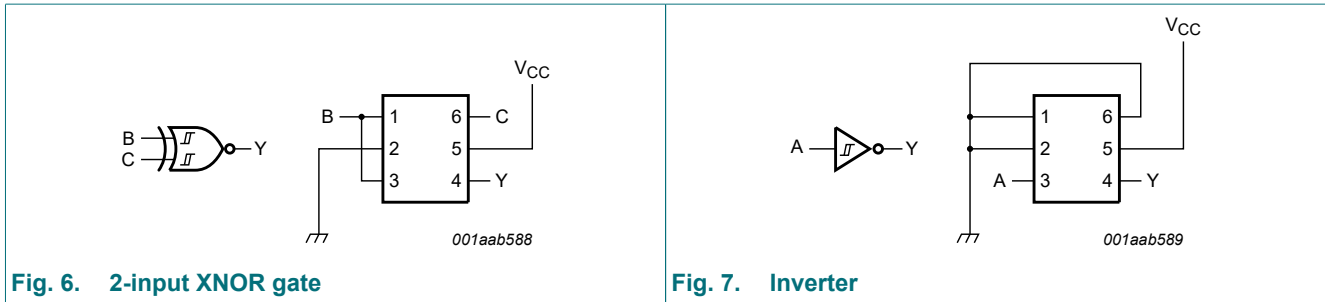 B
C
Y
B
1
2
3
6
5
4
C
Y
VCC
001aab588
Fig. 6. 2-input XNOR gate
A
Y
A
1
2
3
6
5
4
Y
VCC
001aab589
Fig. 7. Inverter